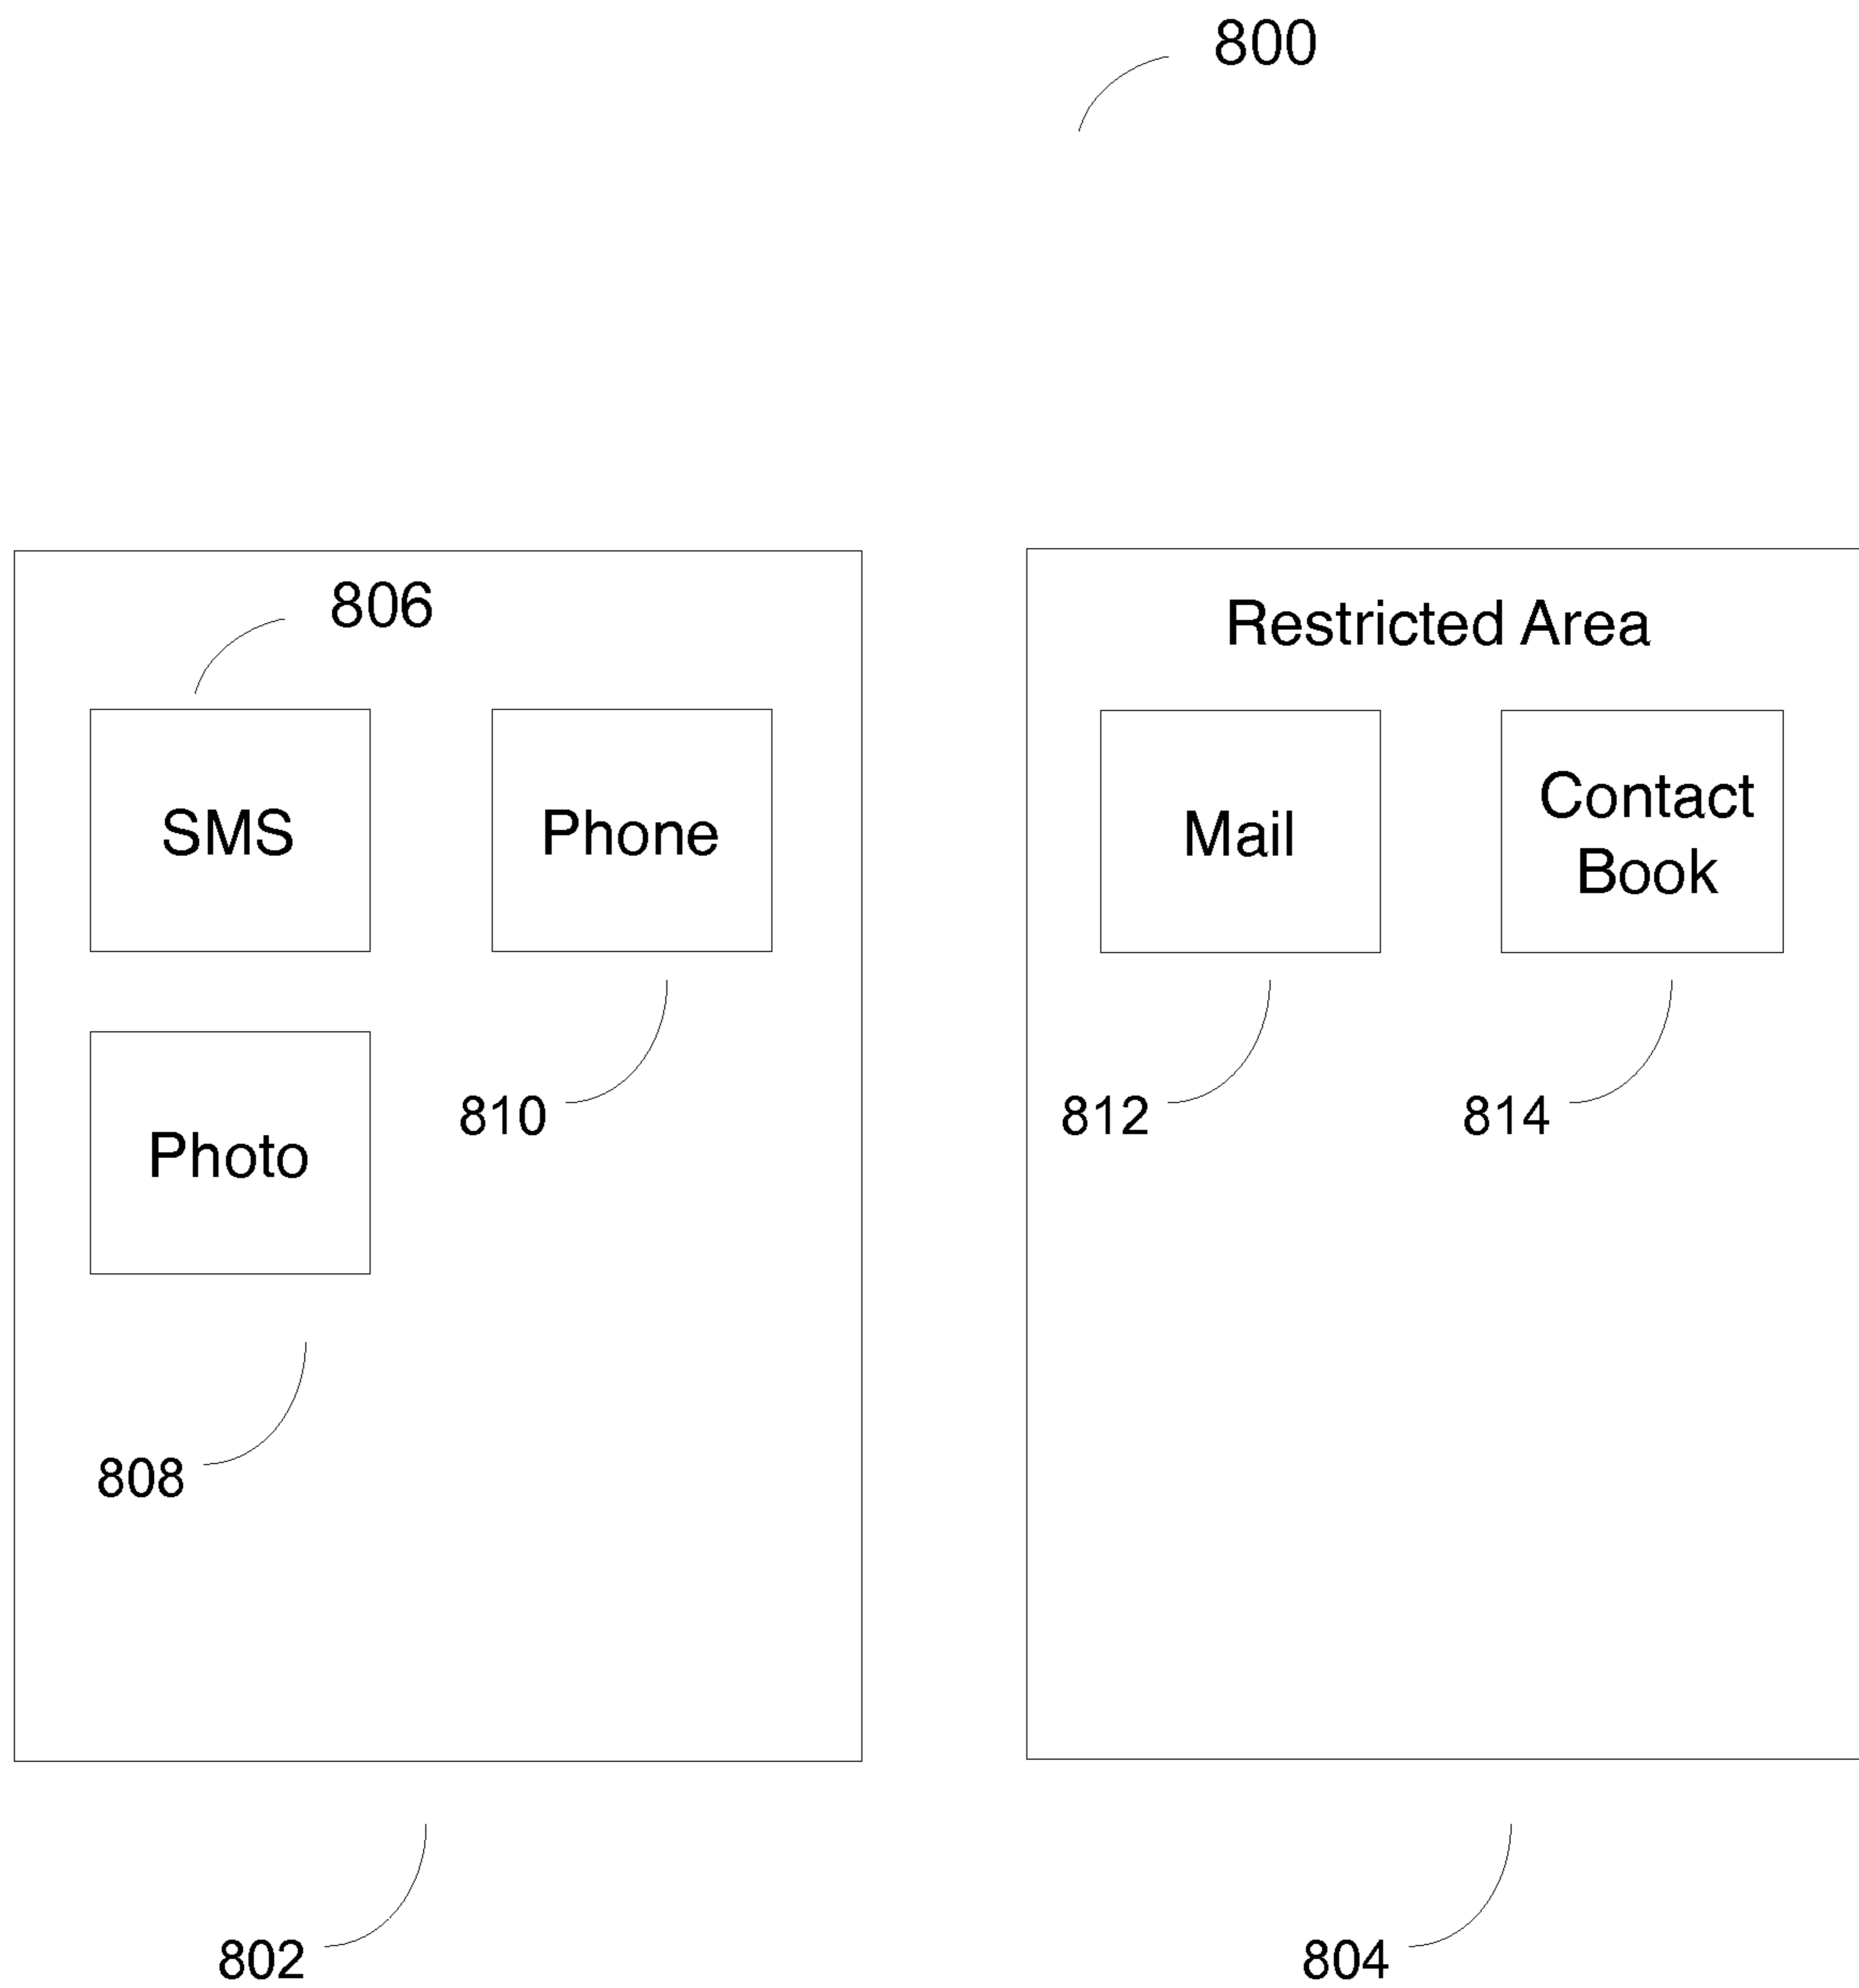 800
806
Restricted Area
SMS
Phone
Mail
Contact
Book
810
812
814
Photo
808
802
804